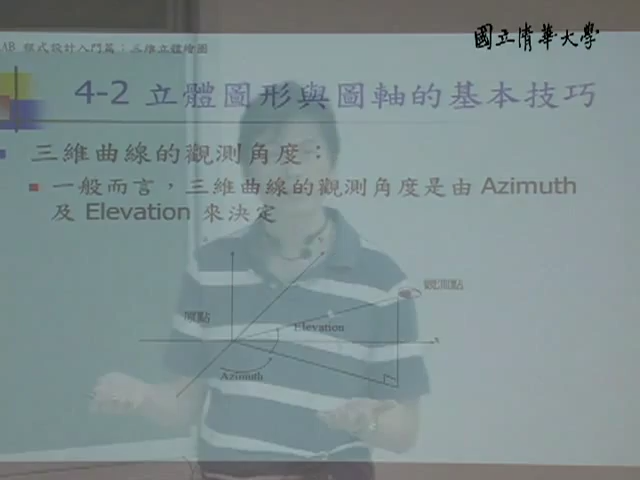 國立清華大學
LAB 程式設計入門篇：三維立體繪圖
4-2 立體圖形與圖軸的基本技巧
三維曲線的觀測角度：
一般而言，三維曲線的觀測角度是由 Azimuth
及 Elevation 來決定
觀測點
原點
Elevation
Azimuth